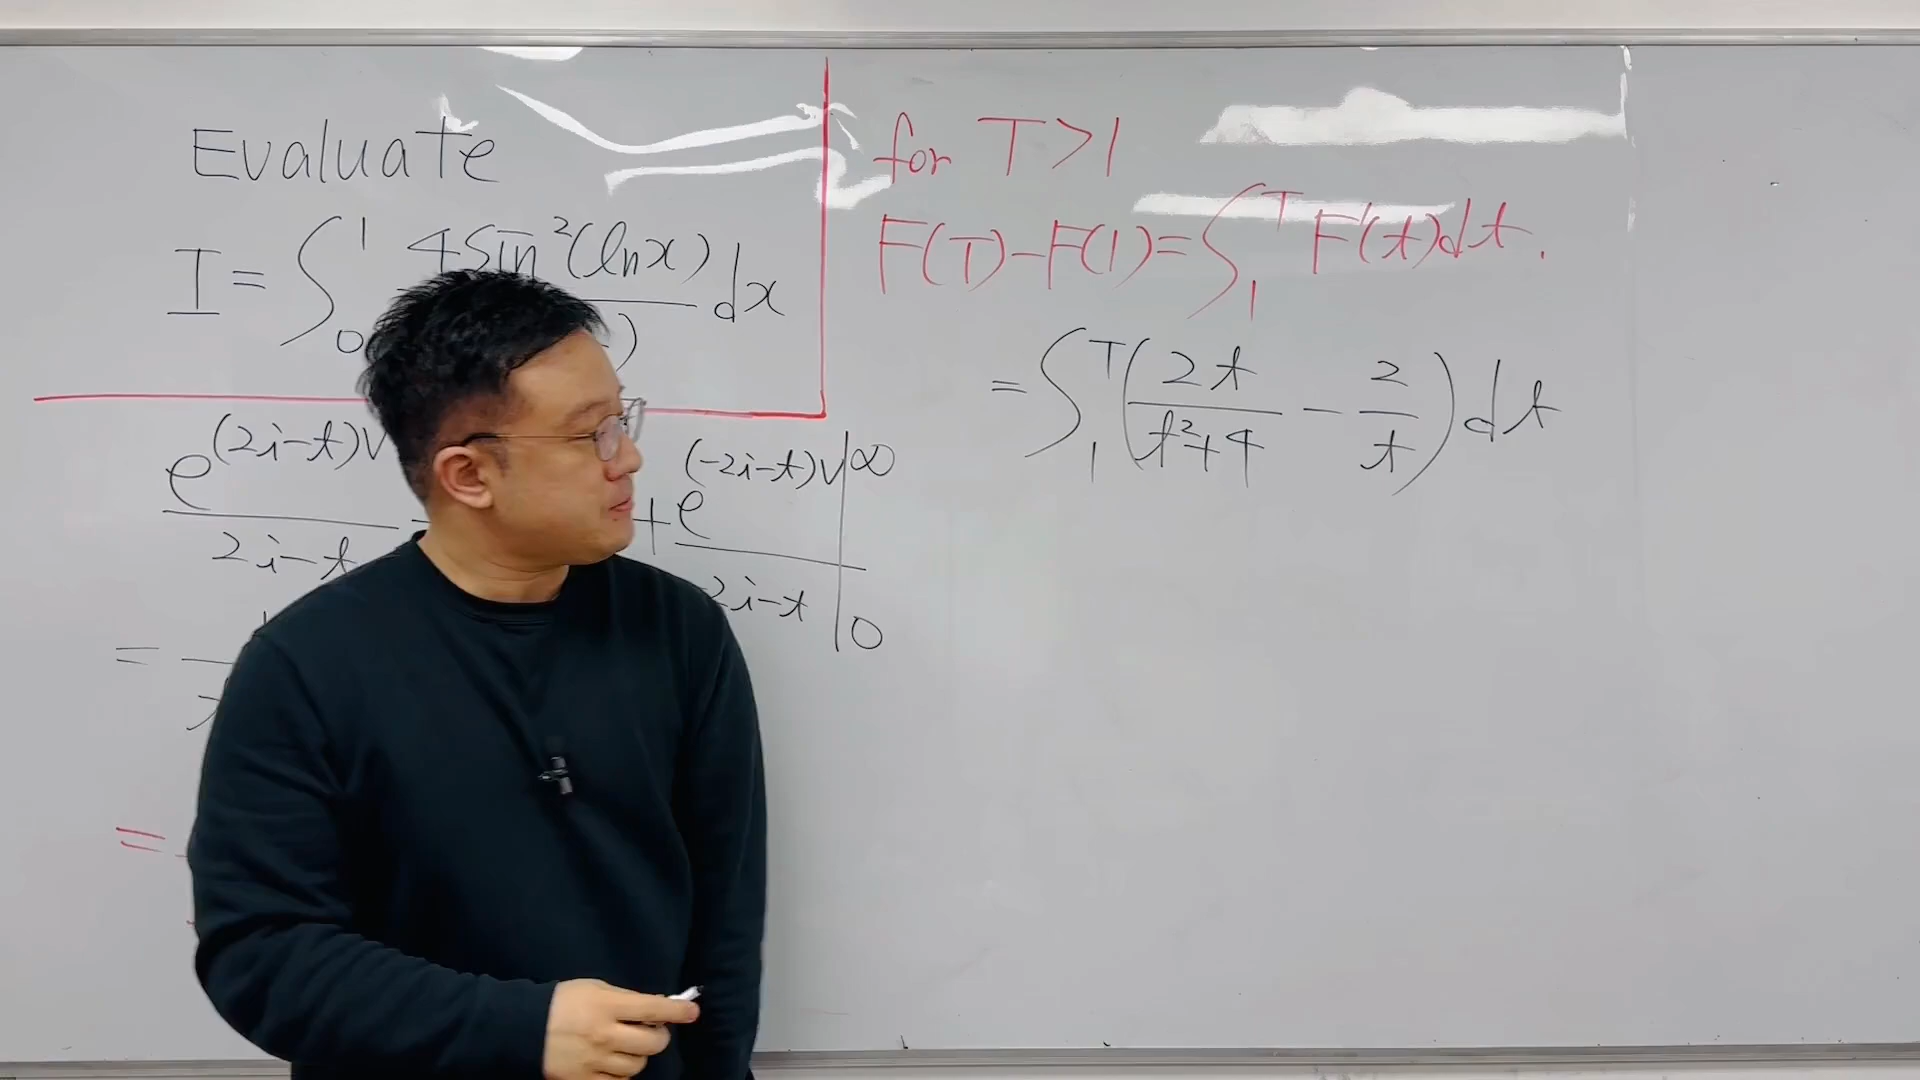 Evaluate
I = ∫₀¹ 4 sin²(ln x) ) dx
e^((2i-t)v / 2i-t + e^((-2i-t)v) / 2i-t |₀^∞
=
=
for T>1
F(T)-F(1)=∫₁ᵀ F'(t)dt.
= ∫₁ᵀ (2t/(t²+4) - 2/t) dt